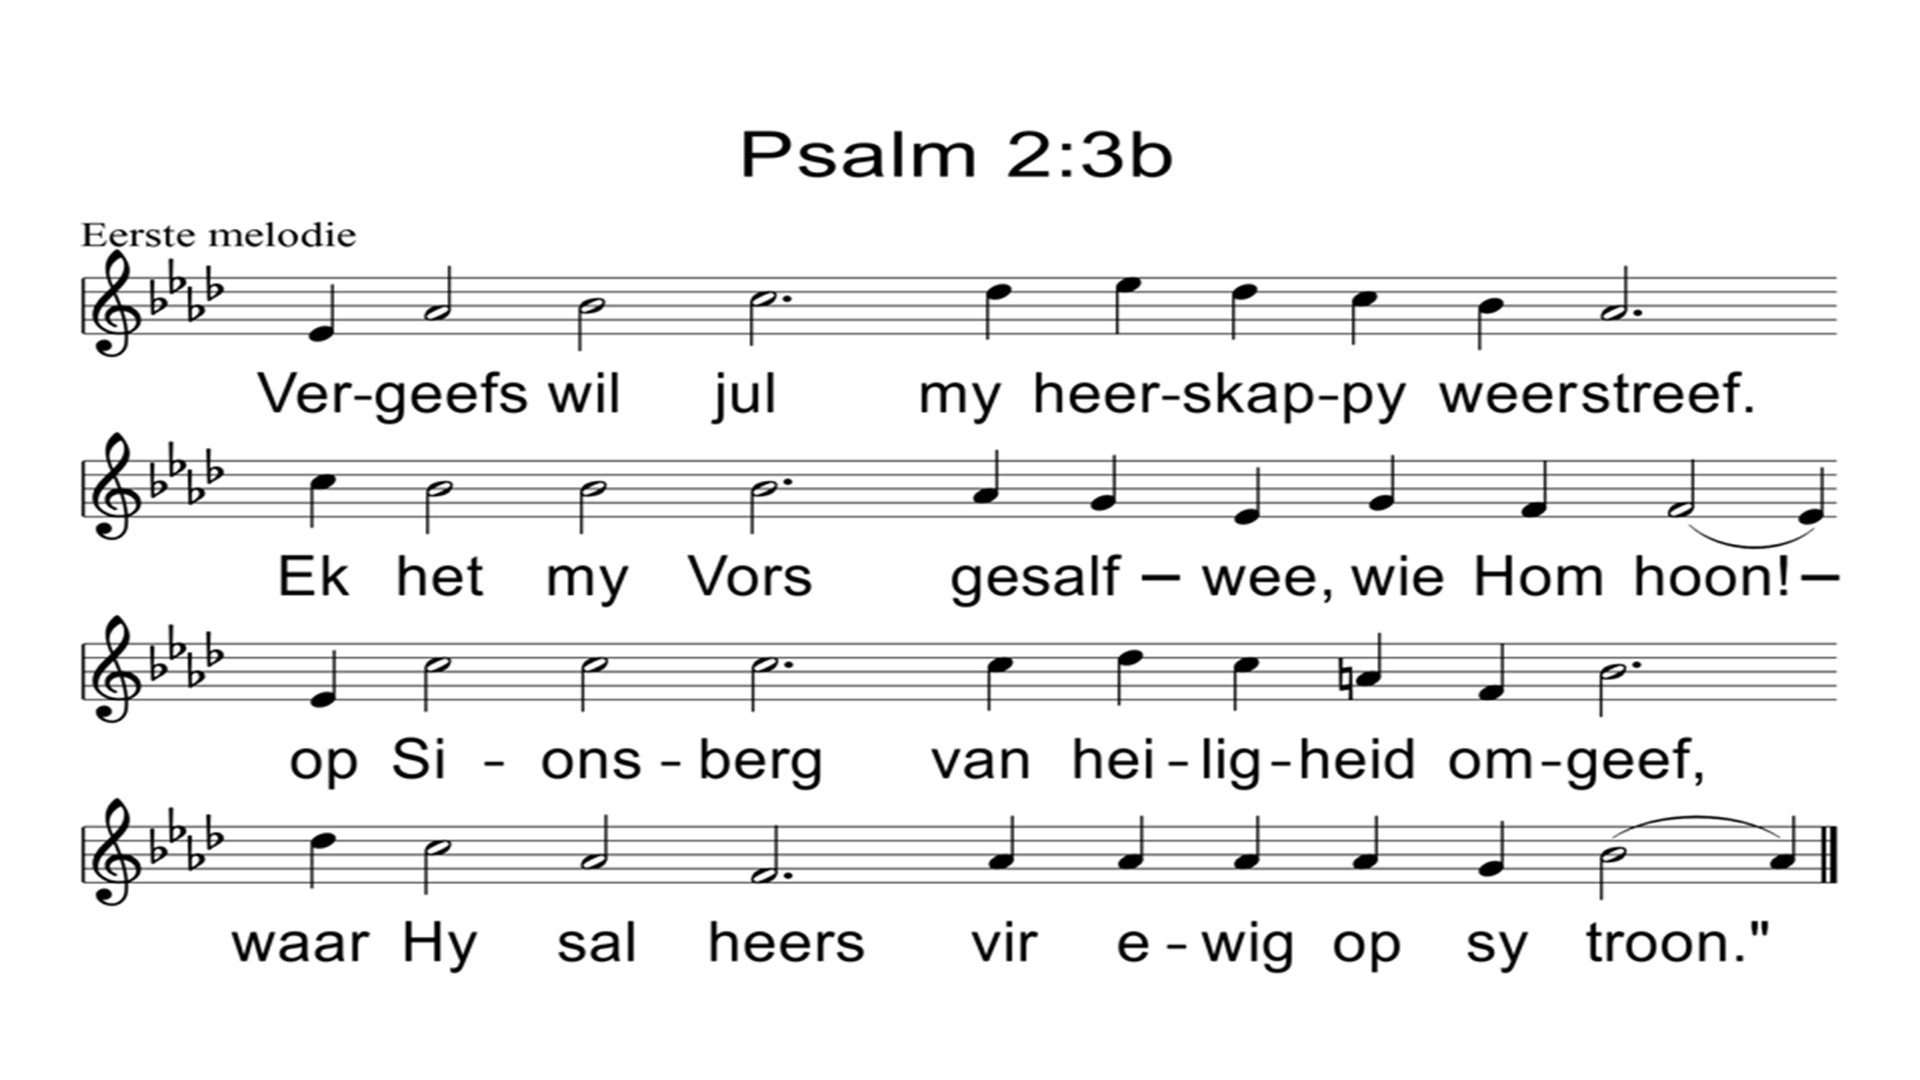 Psalm 2:3b
Eerste melodie
Ver-geefs wil jul my heer-skap-py weerstreef.
Ek het my Vors gesalf – wee, wie Hom hoon! –
op Si - ons - berg van hei - lig - heid om-geef,
waar Hy sal heers vir e - wig op sy troon."